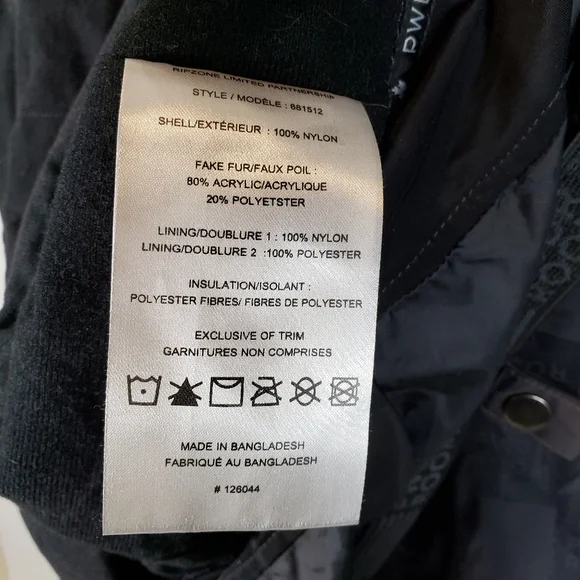 RIPZONE LIMITED PARTNERSHIP
STYLE / MODÈLE : 881512
SHELL/EXTÉRIEUR : 100% NYLON
FAKE FUR/FAUX POIL :
80% ACRYLIC/ACRYLIQUE
20% POLYETSTER
LINING/DOUBLURE 1 : 100% NYLON
LINING/DOUBLURE 2 :100% POLYESTER
INSULATION/ISOLANT :
POLYESTER FIBRES/ FIBRES DE POLYESTER
EXCLUSIVE OF TRIM
GARNITURES NON COMPRISES
MADE IN BANGLADESH
FABRIQUÉ AU BANGLADESH
# 126044